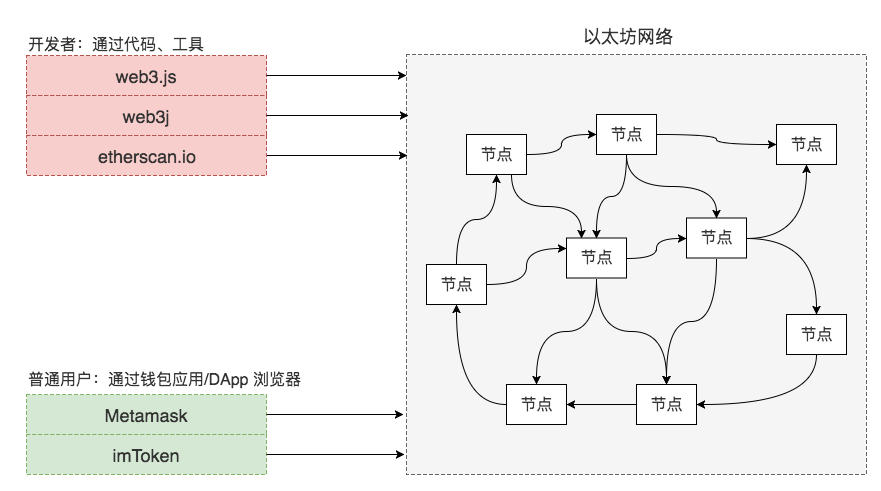 以太坊网络
开发者：通过代码、工具
web3.js
web3j
etherscan.io
节点
节点
节点
节点
节点
节点
节点
节点
节点
普通用户：通过钱包应用/DApp 浏览器
Metamask
imToken